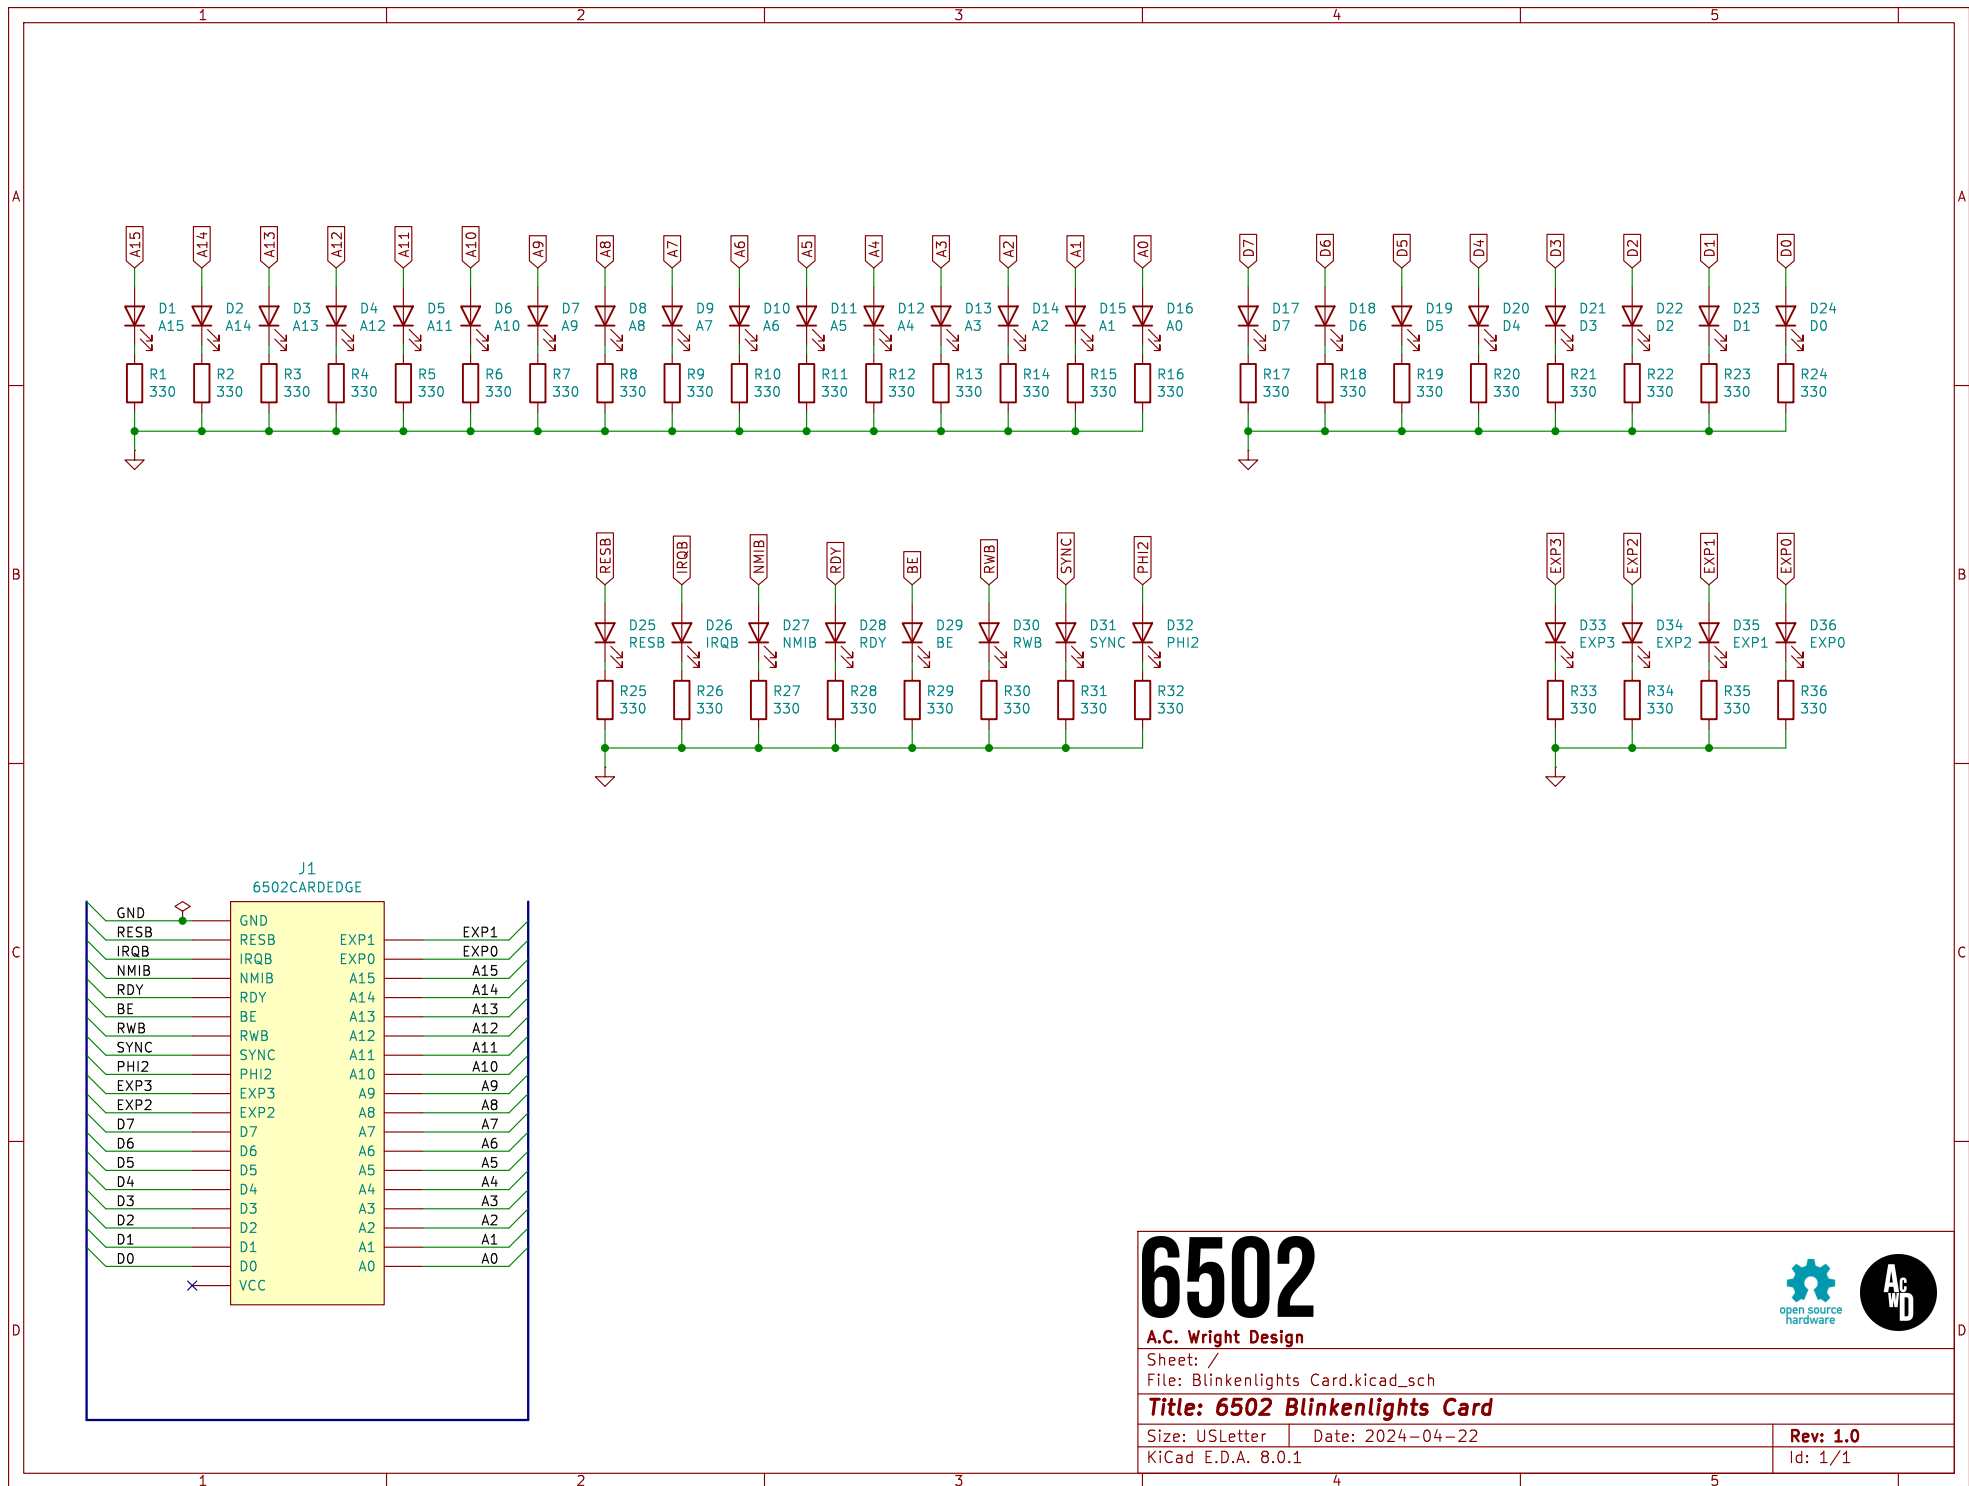 1 2 3 4 5
A A
A15 A14 A13 A12 A11 A10 A9 A8 A7 A6 A5 A4 A3 A2 A1 A0 D7 D6 D5 D4 D3 D2 D1 D0
D1 D2 D3 D4 D5 D6 D7 D8 D9 D10 D11 D12 D13 D14 D15 D16 D17 D18 D19 D20 D21 D22 D23 D24
A15 A14 A13 A12 A11 A10 A9 A8 A7 A6 A5 A4 A3 A2 A1 A0 D7 D6 D5 D4 D3 D2 D1 D0
R1 R2 R3 R4 R5 R6 R7 R8 R9 R10 R11 R12 R13 R14 R15 R16 R17 R18 R19 R20 R21 R22 R23 R24
330 330 330 330 330 330 330 330 330 330 330 330 330 330 330 330 330 330 330 330 330 330 330 330
RESB IRQB NMIB RDY BE RWB SYNC PHI2 EXP3 EXP2 EXP1 EXP0
B B
D25 D26 D27 D28 D29 D30 D31 D32 D33 D34 D35 D36
RESB IRQB NMIB RDY BE RWB SYNC PHI2 EXP3 EXP2 EXP1 EXP0
R25 R26 R27 R28 R29 R30 R31 R32 R33 R34 R35 R36
330 330 330 330 330 330 330 330 330 330 330 330
J1
6502CARDEDGE
GND GND
RESB RESB EXP1 EXP1
C IRQB IRQB EXP0 EXP0 C
NMIB NMIB A15 A15
RDY RDY A14 A14
BE BE A13 A13
RWB RWB A12 A12
SYNC SYNC A11 A11
PHI2 PHI2 A10 A10
EXP3 EXP3 A9 A9
EXP2 EXP2 A8 A8
D7 D7 A7 A7
D6 D6 A6 A6
D5 D5 A5 A5
D4 D4 A4 A4
D3 D3 A3 A3
D2 D2 A2 A2
D1 D1 A1 A1
D0 D0 A0 A0
VCC
6502
open source
hardware
ACWD
D D
A.C. Wright Design
Sheet: /
File: Blinkenlights Card.kicad_sch
Title: 6502 Blinkenlights Card
Size: USLetter Date: 2024-04-22 Rev: 1.0
KiCad E.D.A. 8.0.1 Id: 1/1
1 2 3 4 5